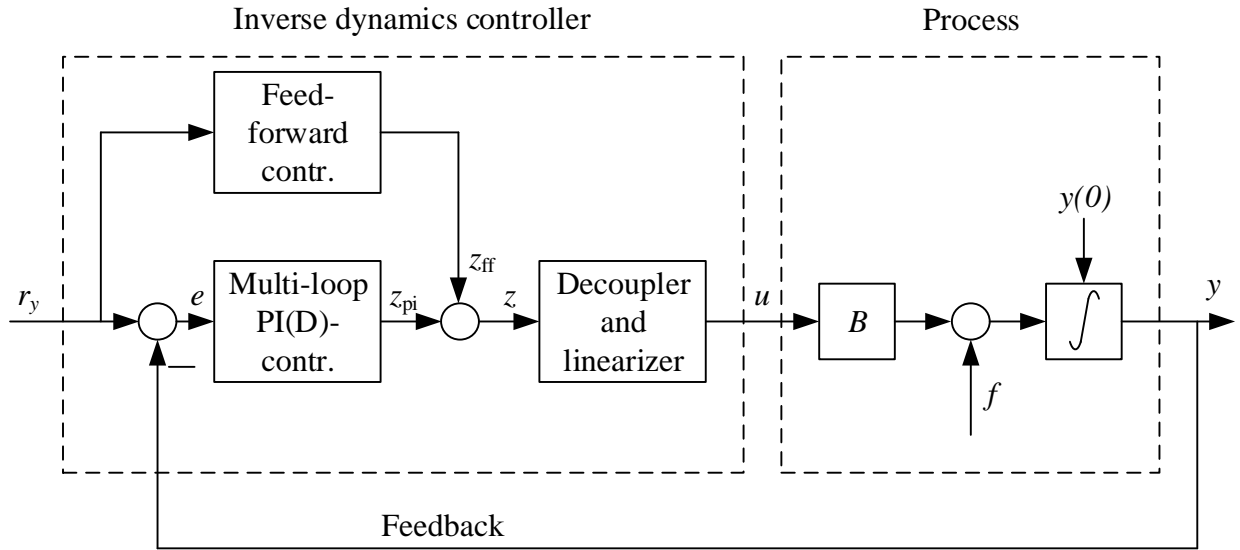 Inverse dynamics controller
Process
Feed-
forward
contr.
y(0)
r_y
e
Multi-loop
PI(D)-
contr.
z_pi
z_ff
z
Decoupler
and
linearizer
u
B
f
∫
y
Feedback